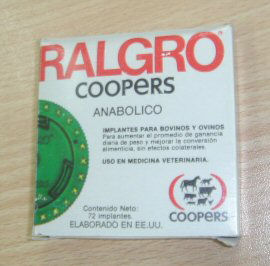 RALGRO®
COOPERS
ANABOLICO
IMPLANTES PARA BOVINOS Y OVINOS
Para aumentar el promedio de ganancia
diaria de peso y mejorar la conversión
alimenticia, sin efectos colaterales.
USO EN MEDICINA VETERINARIA.
Contenido Neto:
72 implantes.
ELABORADO EN EE.UU.
COOPERS